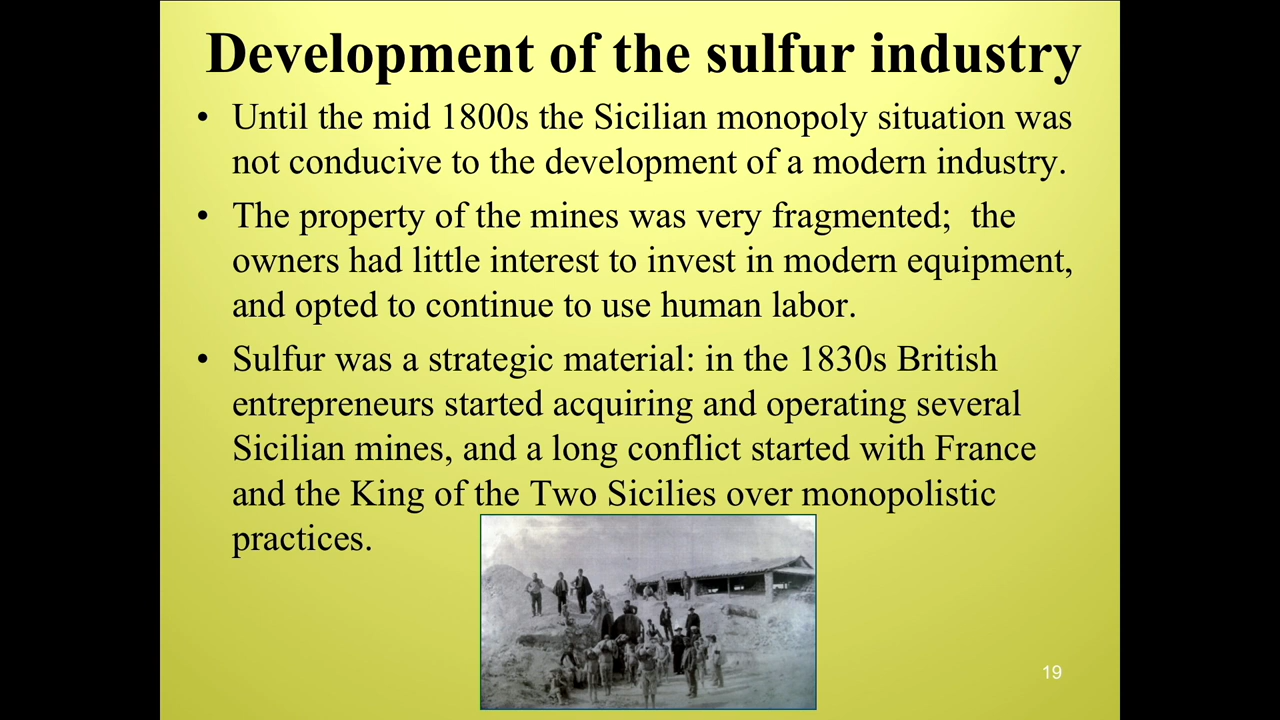 Development of the sulfur industry
• Until the mid 1800s the Sicilian monopoly situation was
not conducive to the development of a modern industry.
• The property of the mines was very fragmented;  the
owners had little interest to invest in modern equipment,
and opted to continue to use human labor.
• Sulfur was a strategic material: in the 1830s British
entrepreneurs started acquiring and operating several
Sicilian mines, and a long conflict started with France
and the King of the Two Sicilies over monopolistic
practices.
19